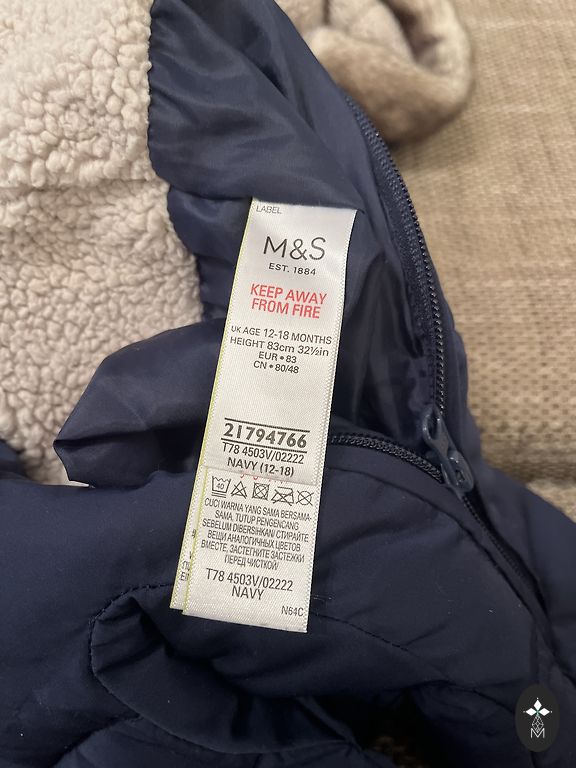 LABEL
M&S
EST. 1884
KEEP AWAY
FROM FIRE
UK AGE 12-18 MONTHS
HEIGHT 83cm 32½in
EUR • 83
CN • 80/48
21794766
T78 4503V/02222
NAVY (12-18)
40
CUCI WARNA YANG SAMA BERSAMA-
SAMA. TUTUP PENGENCANG
SEBELUM DIBERSIHKAN СТИРАЙТЕ
ВЕЩИ АНАЛОГИЧНЫХ ЦВЕТОВ
ВМЕСТЕ, ЗАСТЕГНИТЕ ЗАСТЕЖКИ
ПЕРЕД ЧИСТКОЙ
T78 4503V/02222
NAVY
N64C